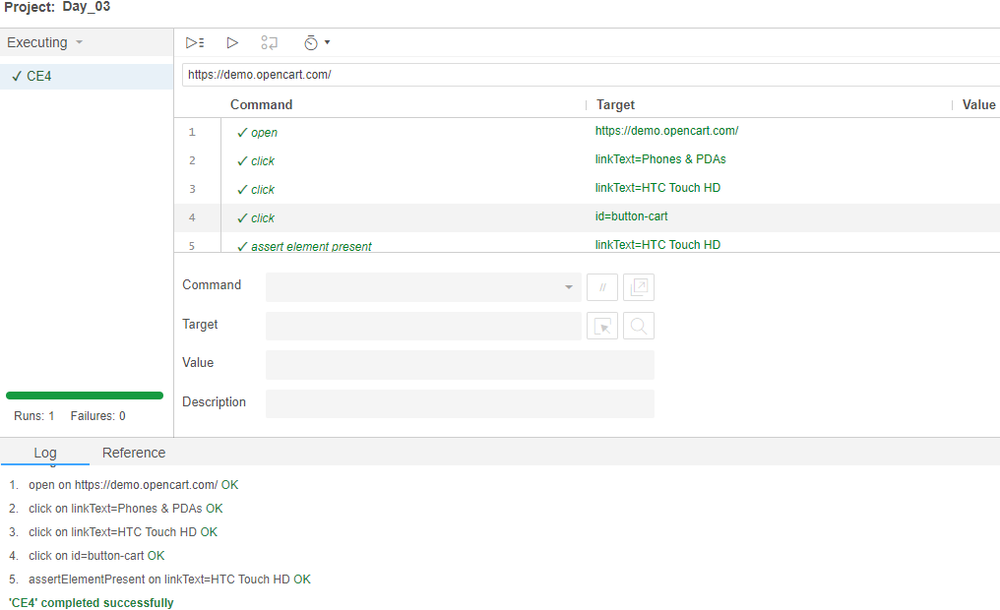 Project: Day_03
Executing
✓ CE4
https://demo.opencart.com/
Command Target Value
1 ✓ open https://demo.opencart.com/
2 ✓ click linkText=Phones & PDAs
3 ✓ click linkText=HTC Touch HD
4 ✓ click id=button-cart
5 ✓ assert element present linkText=HTC Touch HD
Command //
Target
Value
Description
Runs: 1 Failures: 0
Log Reference
1. open on https://demo.opencart.com/ OK
2. click on linkText=Phones & PDAs OK
3. click on linkText=HTC Touch HD OK
4. click on id=button-cart OK
5. assertElementPresent on linkText=HTC Touch HD OK
'CE4' completed successfully